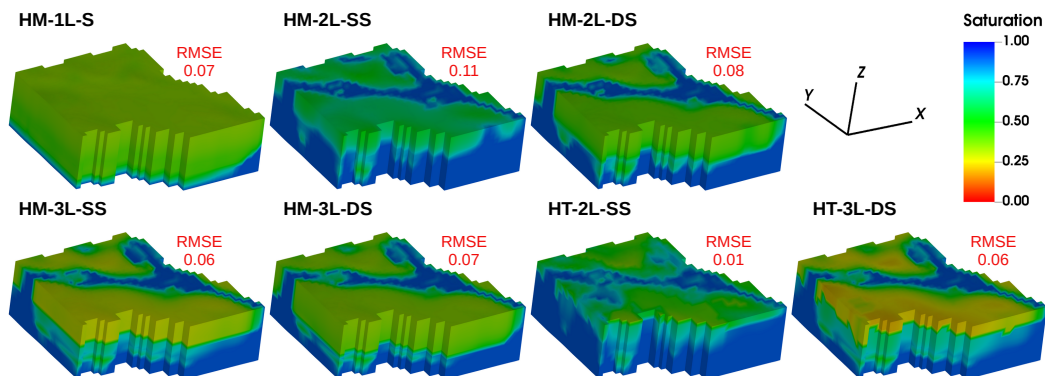 HM-1L-S
RMSE
0.07
HM-2L-SS
RMSE
0.11
HM-2L-DS
RMSE
0.08
Z
Y
X
Saturation
1.00
0.75
0.50
0.25
0.00
HM-3L-SS
RMSE
0.06
HM-3L-DS
RMSE
0.07
HT-2L-SS
RMSE
0.01
HT-3L-DS
RMSE
0.06